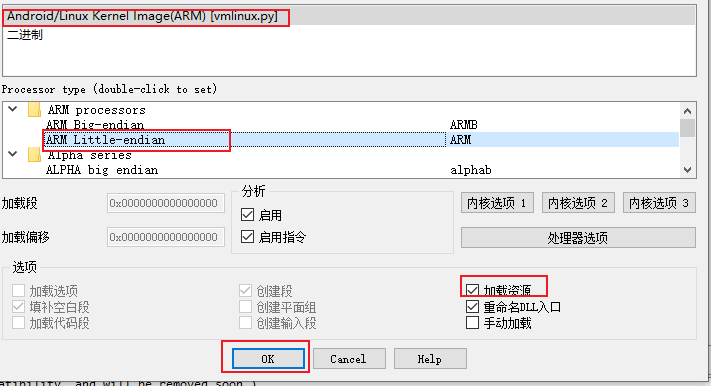 Android/Linux Kernel Image(ARM) [vmlinux.py]
二进制
Processor type (double-click to set)
ARM processors
ARM Big-endian ARMB
ARM Little-endian ARM
Alpha series
ALPHA big endian alphab
加载段 0x0000000000000000
加载偏移 0x0000000000000000
分析
启用
启用指令
内核选项 1 内核选项 2 内核选项 3
处理器选项
选项
加载选项 创建段 加载资源
填补空白段 创建平面组 重命名DLL入口
加载代码段 创建输入段 手动加载
OK Cancel Help
and will be removed soon )